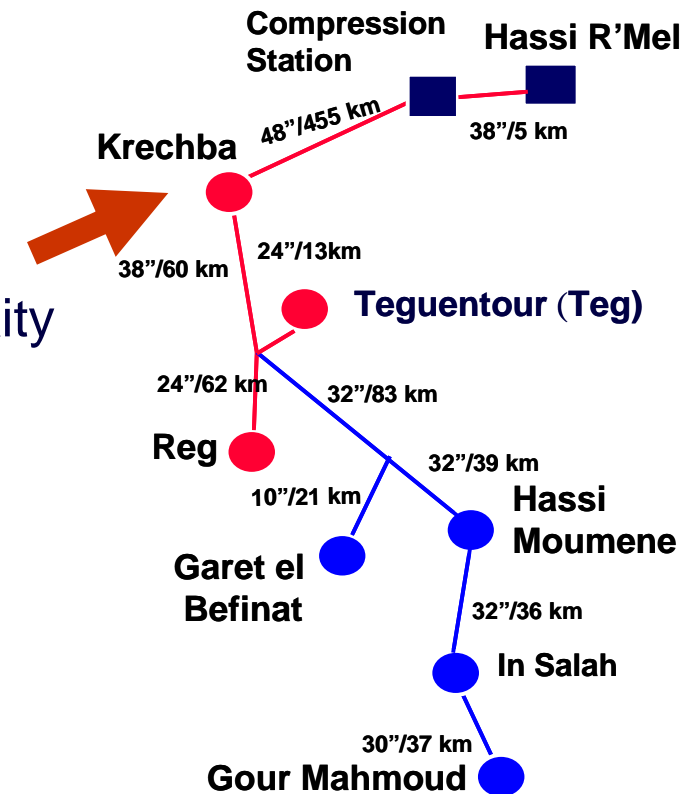 Compression
Station
Hassi R’Mel
48”/455 km
38”/5 km
Krechba
24”/13km
38”/60 km
ity
Teguentour (Teg)
24”/62 km
32”/83 km
Reg
32”/39 km
10”/21 km
Hassi
Moumene
Garet el
Befinat
32”/36 km
In Salah
30”/37 km
Gour Mahmoud